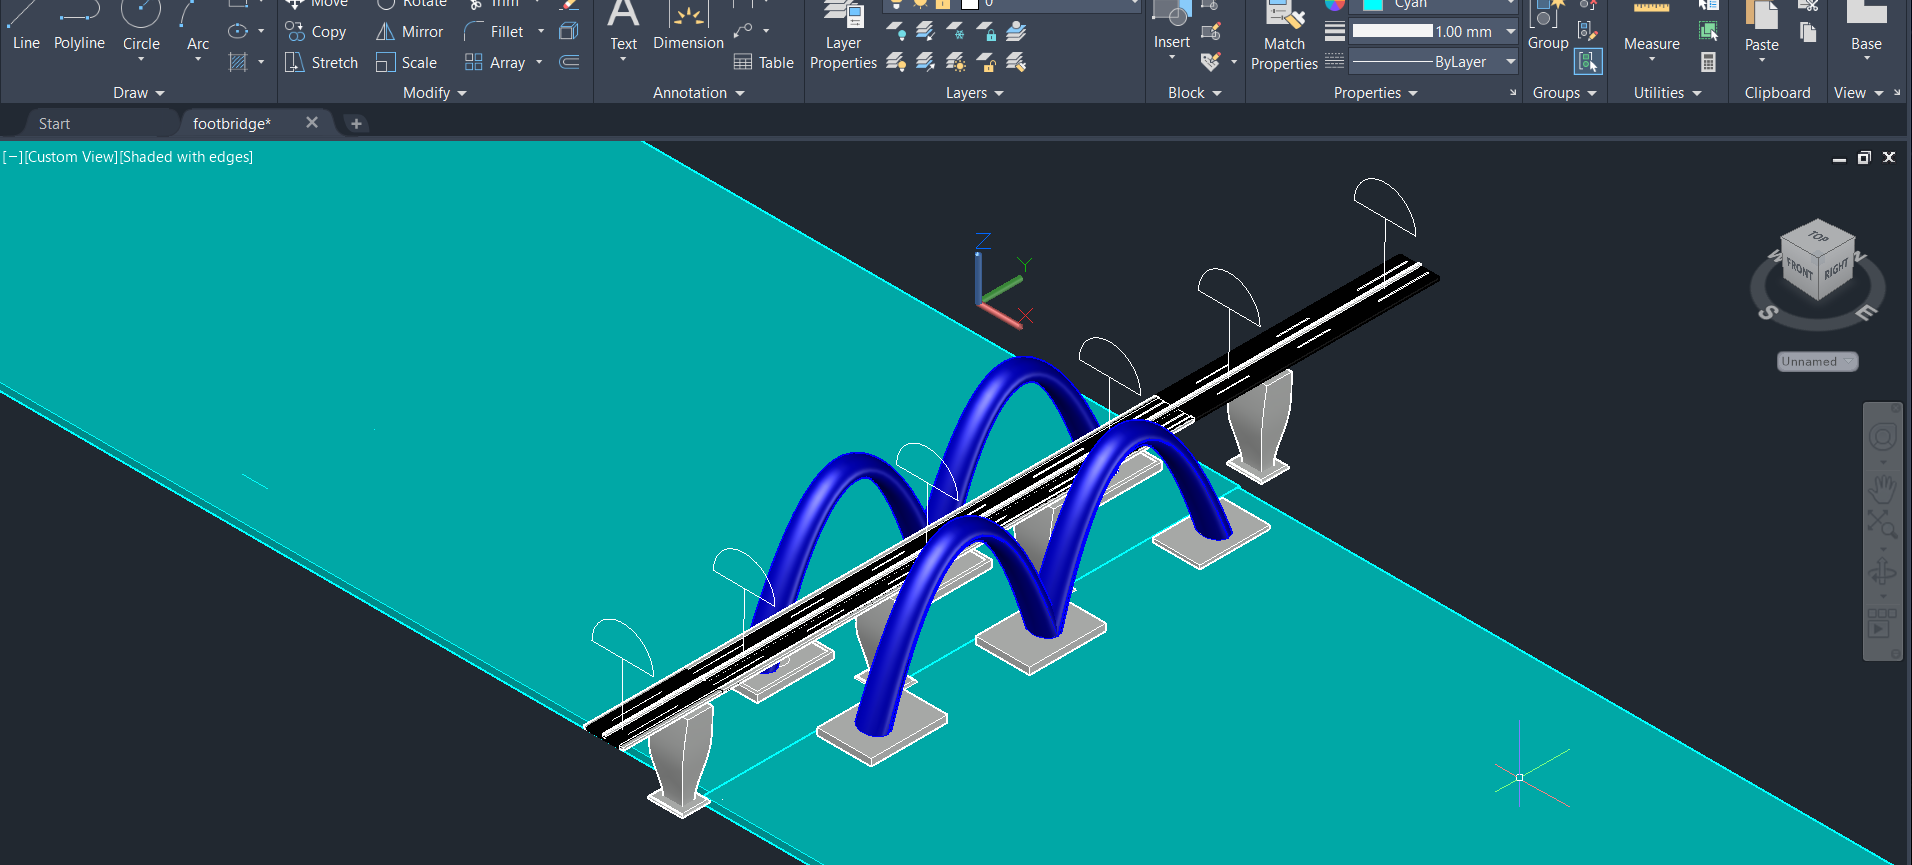 Move Rotate Trim
0
Cyan
Line Polyline Circle Arc
Copy Mirror Fillet
Stretch Scale Array
Text Dimension
Table
Layer
Properties
Insert
Match
Properties
1.00 mm
ByLayer
Group
Measure
Paste
Base
Draw Modify Annotation Layers Block Properties Groups Utilities Clipboard View
Start footbridge*
[−][Custom View][Shaded with edges]
Z
Y
X
TOP
FRONT RIGHT
W N
S E
Unnamed